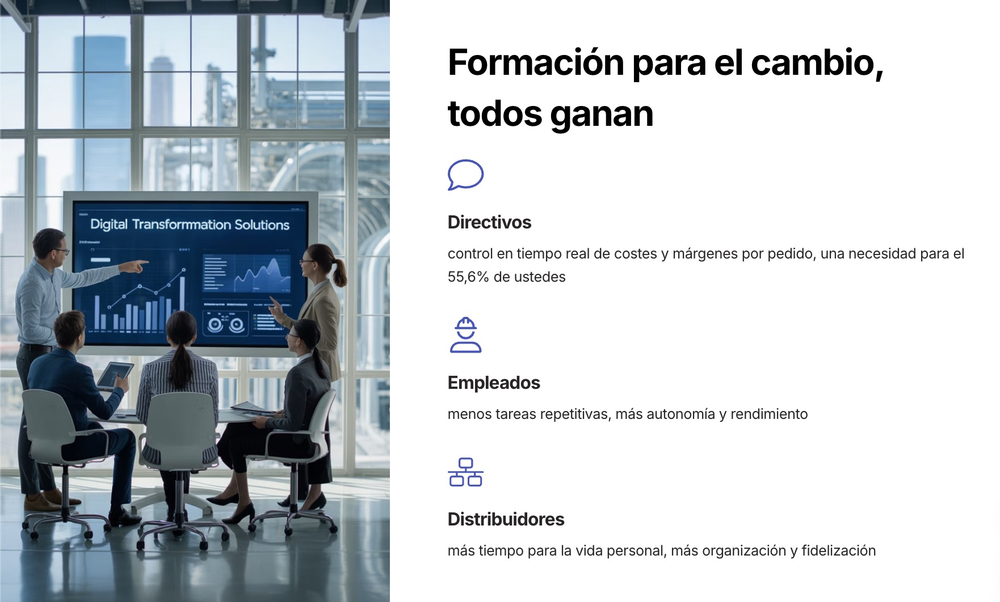 Formación para el cambio,
todos ganan
Digital Transforrmmation Solutions
Directivos
control en tiempo real de costes y márgenes por pedido, una necesidad para el
55,6% de ustedes
Empleados
menos tareas repetitivas, más autonomía y rendimiento
Distribuidores
más tiempo para la vida personal, más organización y fidelización